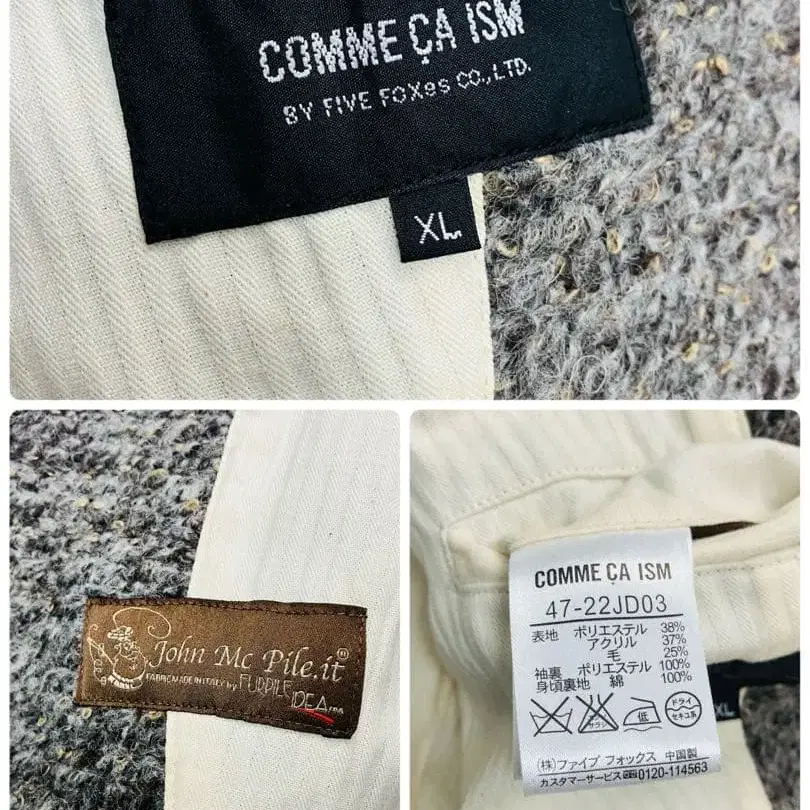 COMME ÇA ISM
BY FIVE FOXes CO.,LTD.
XL
John Mc Pile.it
FABRIC MADE IN ITALY by FURPILE
IDEA
COMME ÇA ISM
47-22JD03
表地 ポリエステル 38%
アクリル 37%
毛 25%
袖裏 ポリエステル 100%
身頃裏地 綿 100%
低
ドライ
セキユ系
(株)ファイブ フォックス 中国製
カスタマーサービス 0120-114563
XL